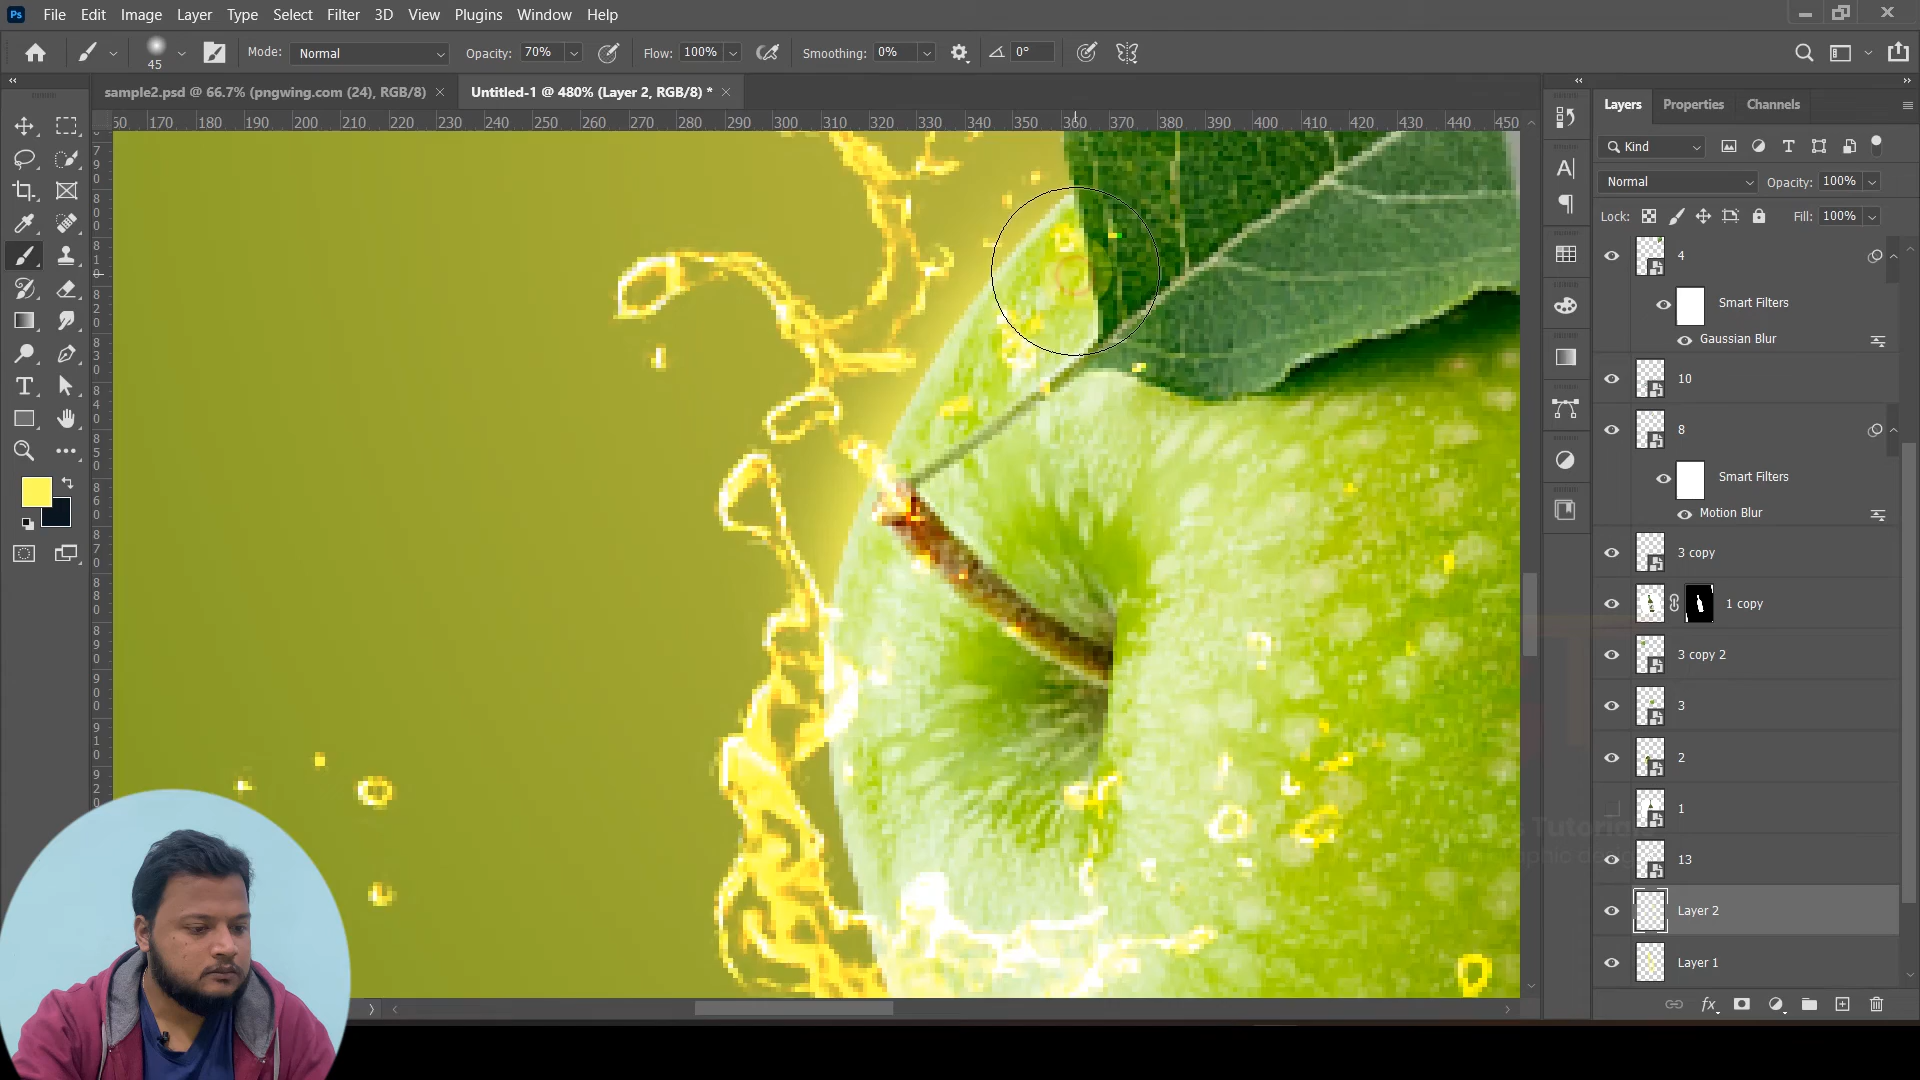 Ps File Edit Image Layer Type Select Filter 3D View Plugins Window Help
45 Mode: Normal Opacity: 70% Flow: 100% Smoothing: 0% 0°
sample2.psd @ 66.7% (pngwing.com (24), RGB/8) × Untitled-1 @ 480% (Layer 2, RGB/8) * ×
60 170 180 190 200 210 220 230 240 250 260 270 280 290 300 310 320 330 340 350 360 370 380 390 400 410 420 430 440 450
Layers Properties Channels
Kind
Normal Opacity: 100%
Lock: Fill: 100%
4
Smart Filters
Gaussian Blur
10
8
Smart Filters
Motion Blur
3 copy
1 copy
3 copy 2
3
2
1
13
Layer 2
Layer 1
fx